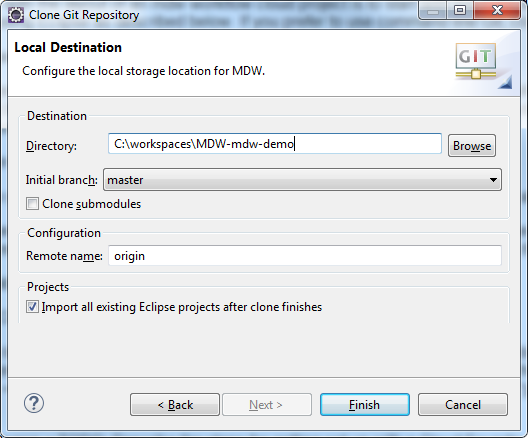 Clone Git Repository
Local Destination
Configure the local storage location for MDW.
GIT
Destination
Directory: C:\workspaces\MDW-mdw-demo Browse
Initial branch: master
Clone submodules
Configuration
Remote name: origin
Projects
Import all existing Eclipse projects after clone finishes
? < Back Next > Finish Cancel